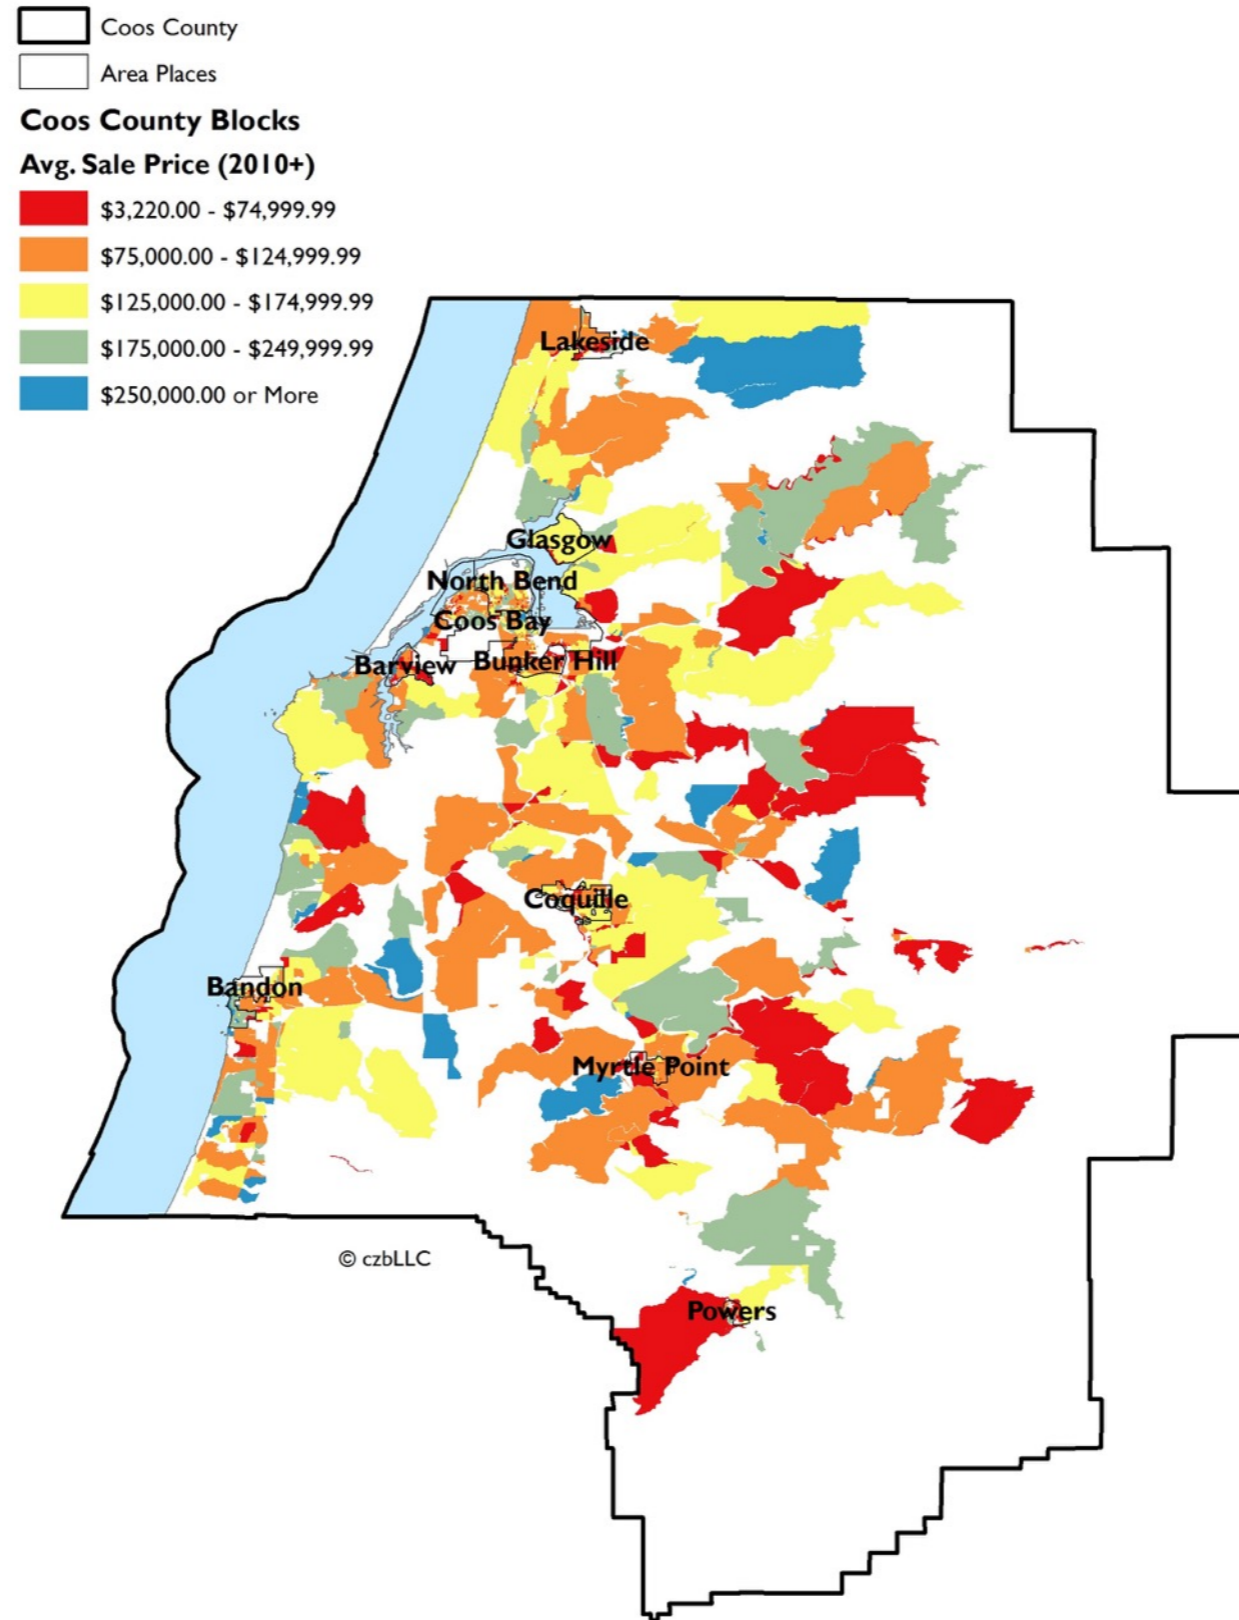 Coos County
Area Places
Coos County Blocks
Avg. Sale Price (2010+)
$3,220.00 - $74,999.99
$75,000.00 - $124,999.99
$125,000.00 - $174,999.99
$175,000.00 - $249,999.99
$250,000.00 or More
Lakeside
Glasgow
North Bend
Coos Bay
Barview
Bunker Hill
Coquille
Bandon
Myrtle Point
© czbLLC
Powers